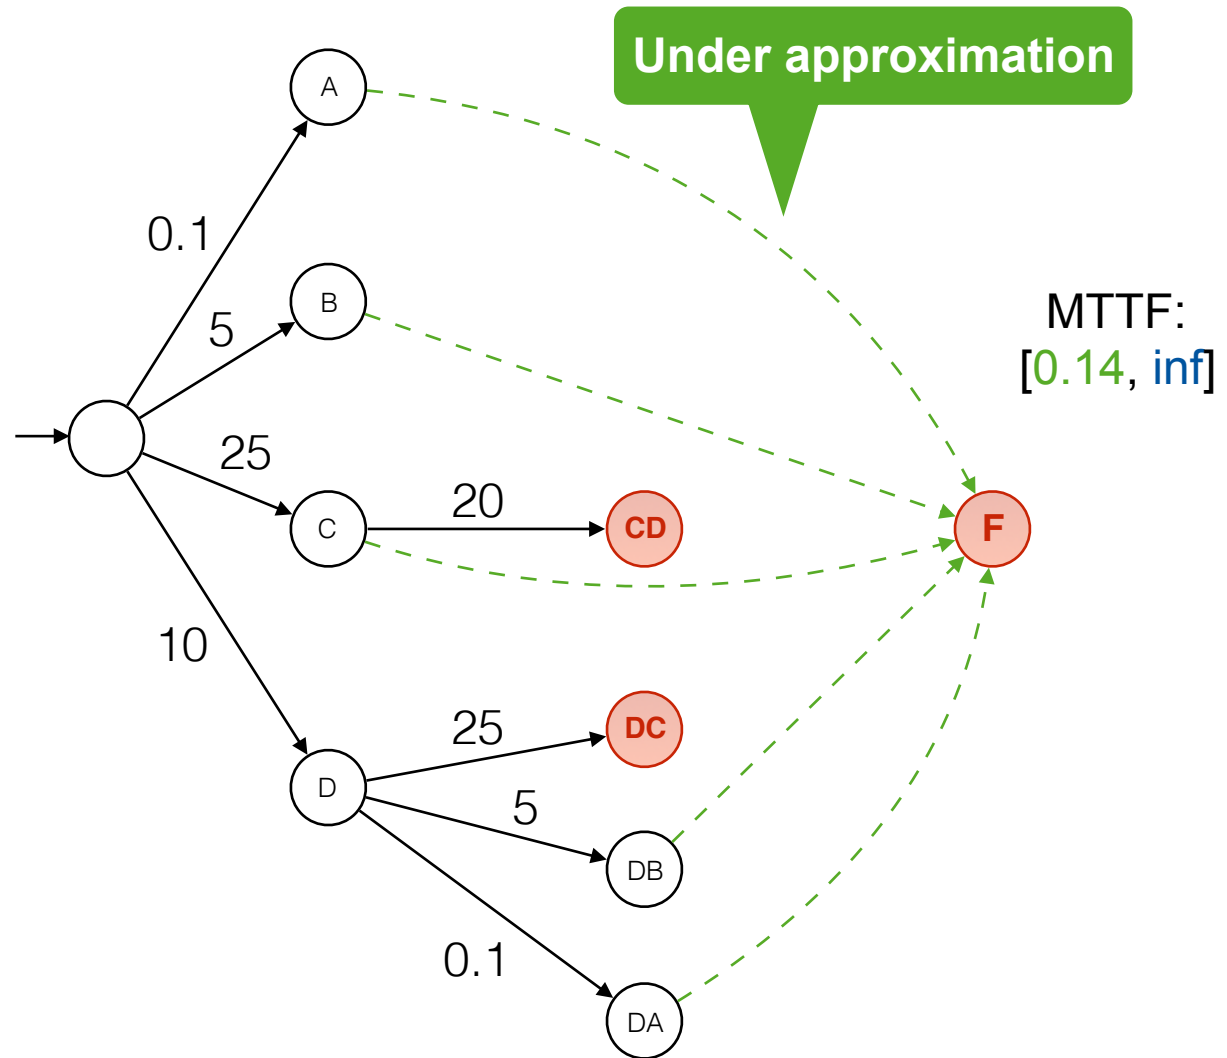 Under approximation
A
0.1
B
5
MTTF:
[0.14, inf]
25
20
C
CD
F
10
25
DC
D
5
DB
0.1
DA